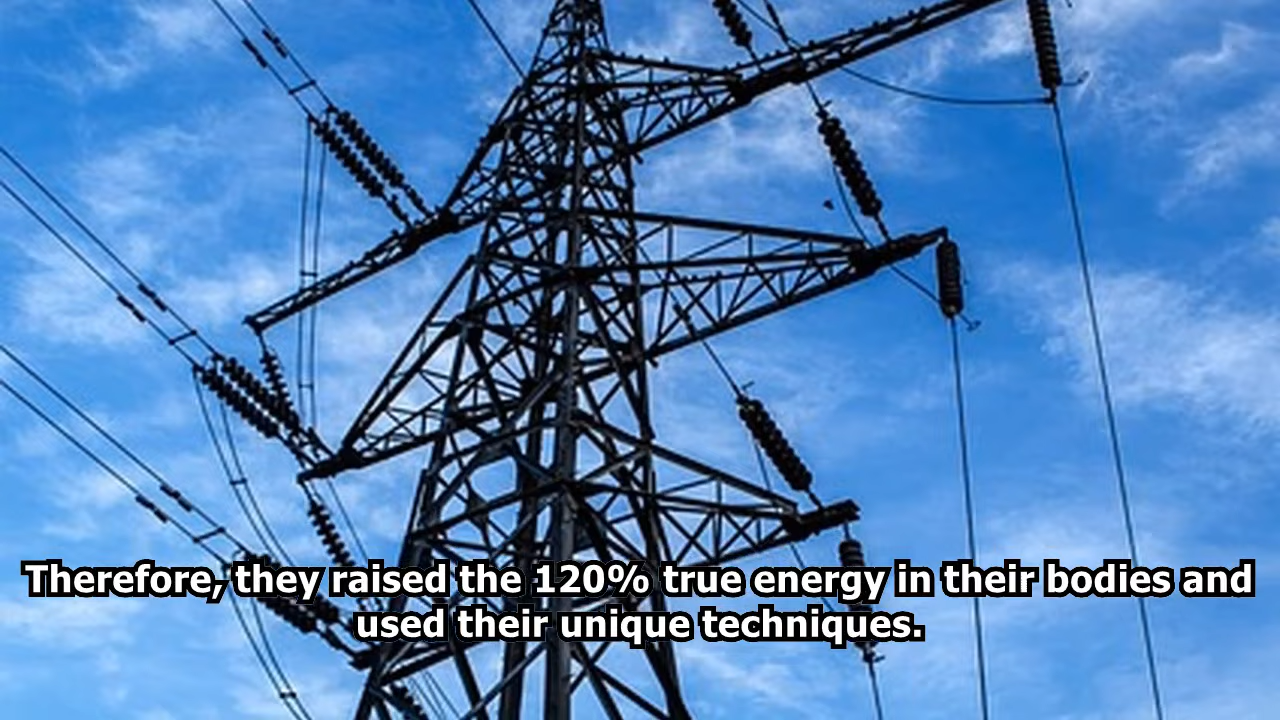 Therefore, they raised the 120% true energy in their bodies and
used their unique techniques.